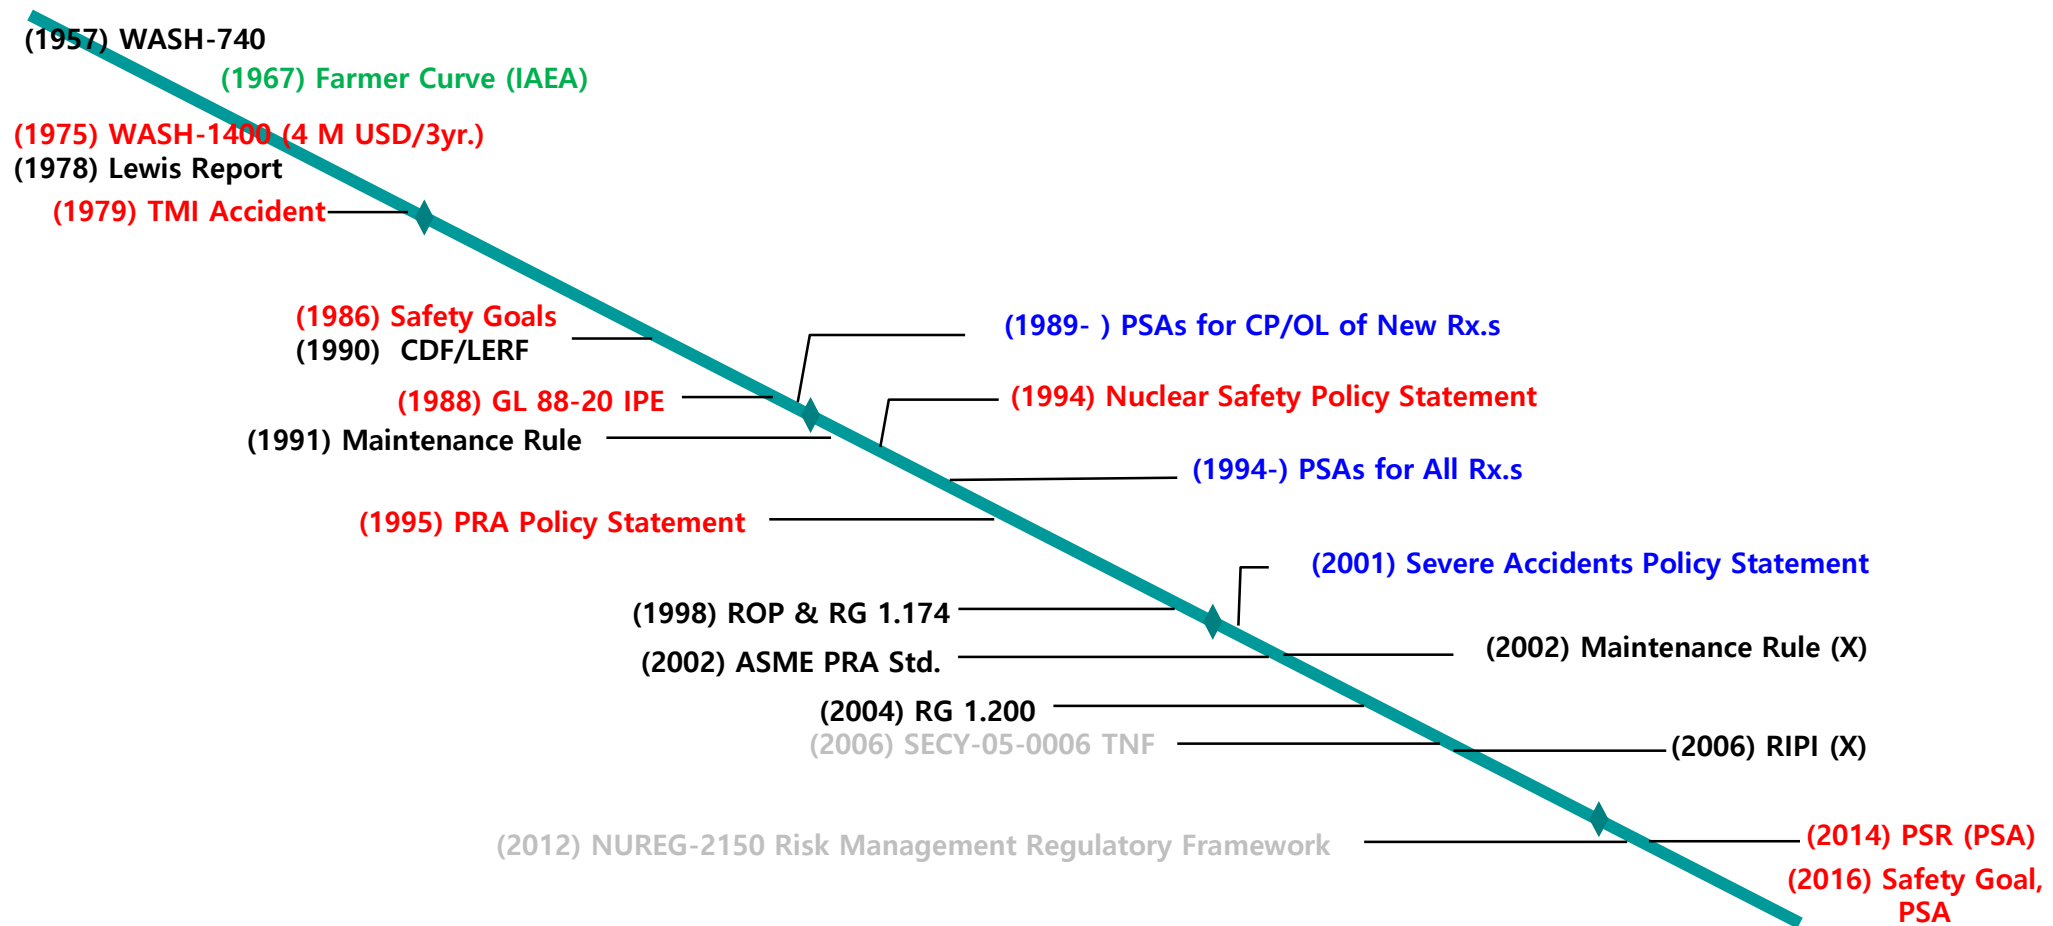 (1957) WASH-740
(1967) Farmer Curve (IAEA)
(1975) WASH-1400 (4 M USD/3yr.)
(1978) Lewis Report
(1979) TMI Accident
(1986) Safety Goals
(1990)  CDF/LERF
(1989- ) PSAs for CP/OL of New Rx.s
(1988) GL 88-20 IPE
(1994) Nuclear Safety Policy Statement
(1991) Maintenance Rule
(1994-) PSAs for All Rx.s
(1995) PRA Policy Statement
(2001) Severe Accidents Policy Statement
(1998) ROP & RG 1.174
(2002) Maintenance Rule (X)
(2002) ASME PRA Std.
(2004) RG 1.200
(2006) SECY-05-0006 TNF
(2006) RIPI (X)
(2012) NUREG-2150 Risk Management Regulatory Framework
(2014) PSR (PSA)
(2016) Safety Goal,
PSA